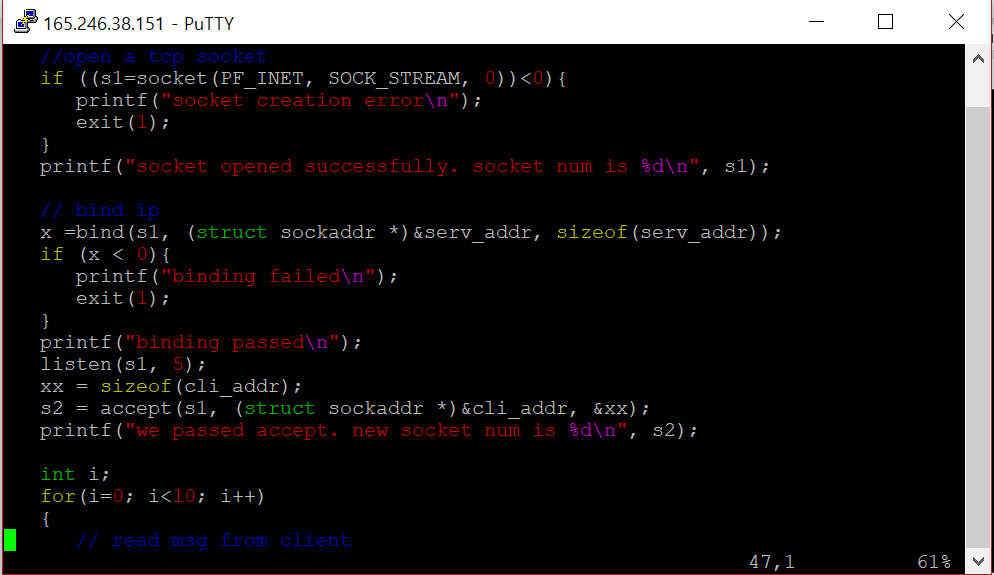 165.246.38.151 - PuTTY
//open a tcp socket
if ((s1=socket(PF_INET, SOCK_STREAM, 0))<0){
printf("socket creation error\n");
exit(1);
}
printf("socket opened successfully. socket num is %d\n", s1);
// bind ip
x =bind(s1, (struct sockaddr *)&serv_addr, sizeof(serv_addr));
if (x < 0){
printf("binding failed\n");
exit(1);
}
printf("binding passed\n");
listen(s1, 5);
xx = sizeof(cli_addr);
s2 = accept(s1, (struct sockaddr *)&cli_addr, &xx);
printf("we passed accept. new socket num is %d\n", s2);
int i;
for(i=0; i<10; i++)
{
// read msg from client
47,1 61%